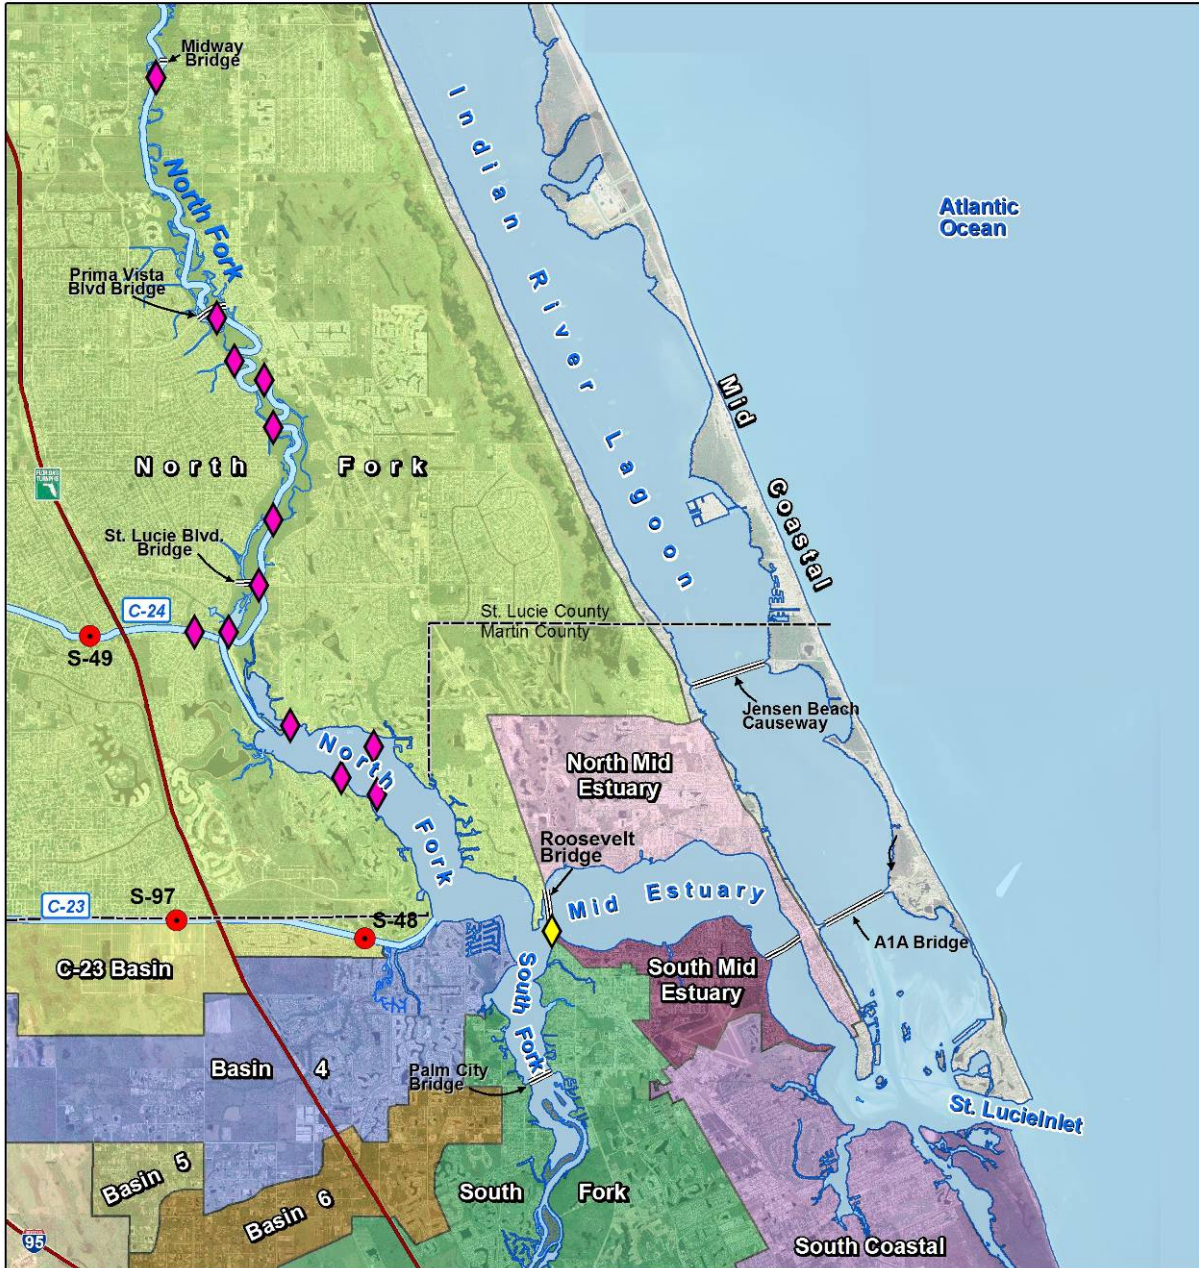 Midway
Bridge
Indian River Lagoon
North Fork
Atlantic
Ocean
Prima Vista
Blvd Bridge
Mid Coastal
North Fork
FLORIDA
TURNPIKE
St. Lucie Blvd.
Bridge
C-24
S-49
St. Lucie County
Martin County
Jensen Beach
Causeway
North Fork
North Mid
Estuary
Roosevelt
Bridge
Mid Estuary
S-97
C-23
S-48
A1A Bridge
C-23 Basin
South Mid
Estuary
South Fork
Basin 4
Palm City
Bridge
St. LucieInlet
Basin 5
Basin 6
South Fork
95
South Coastal